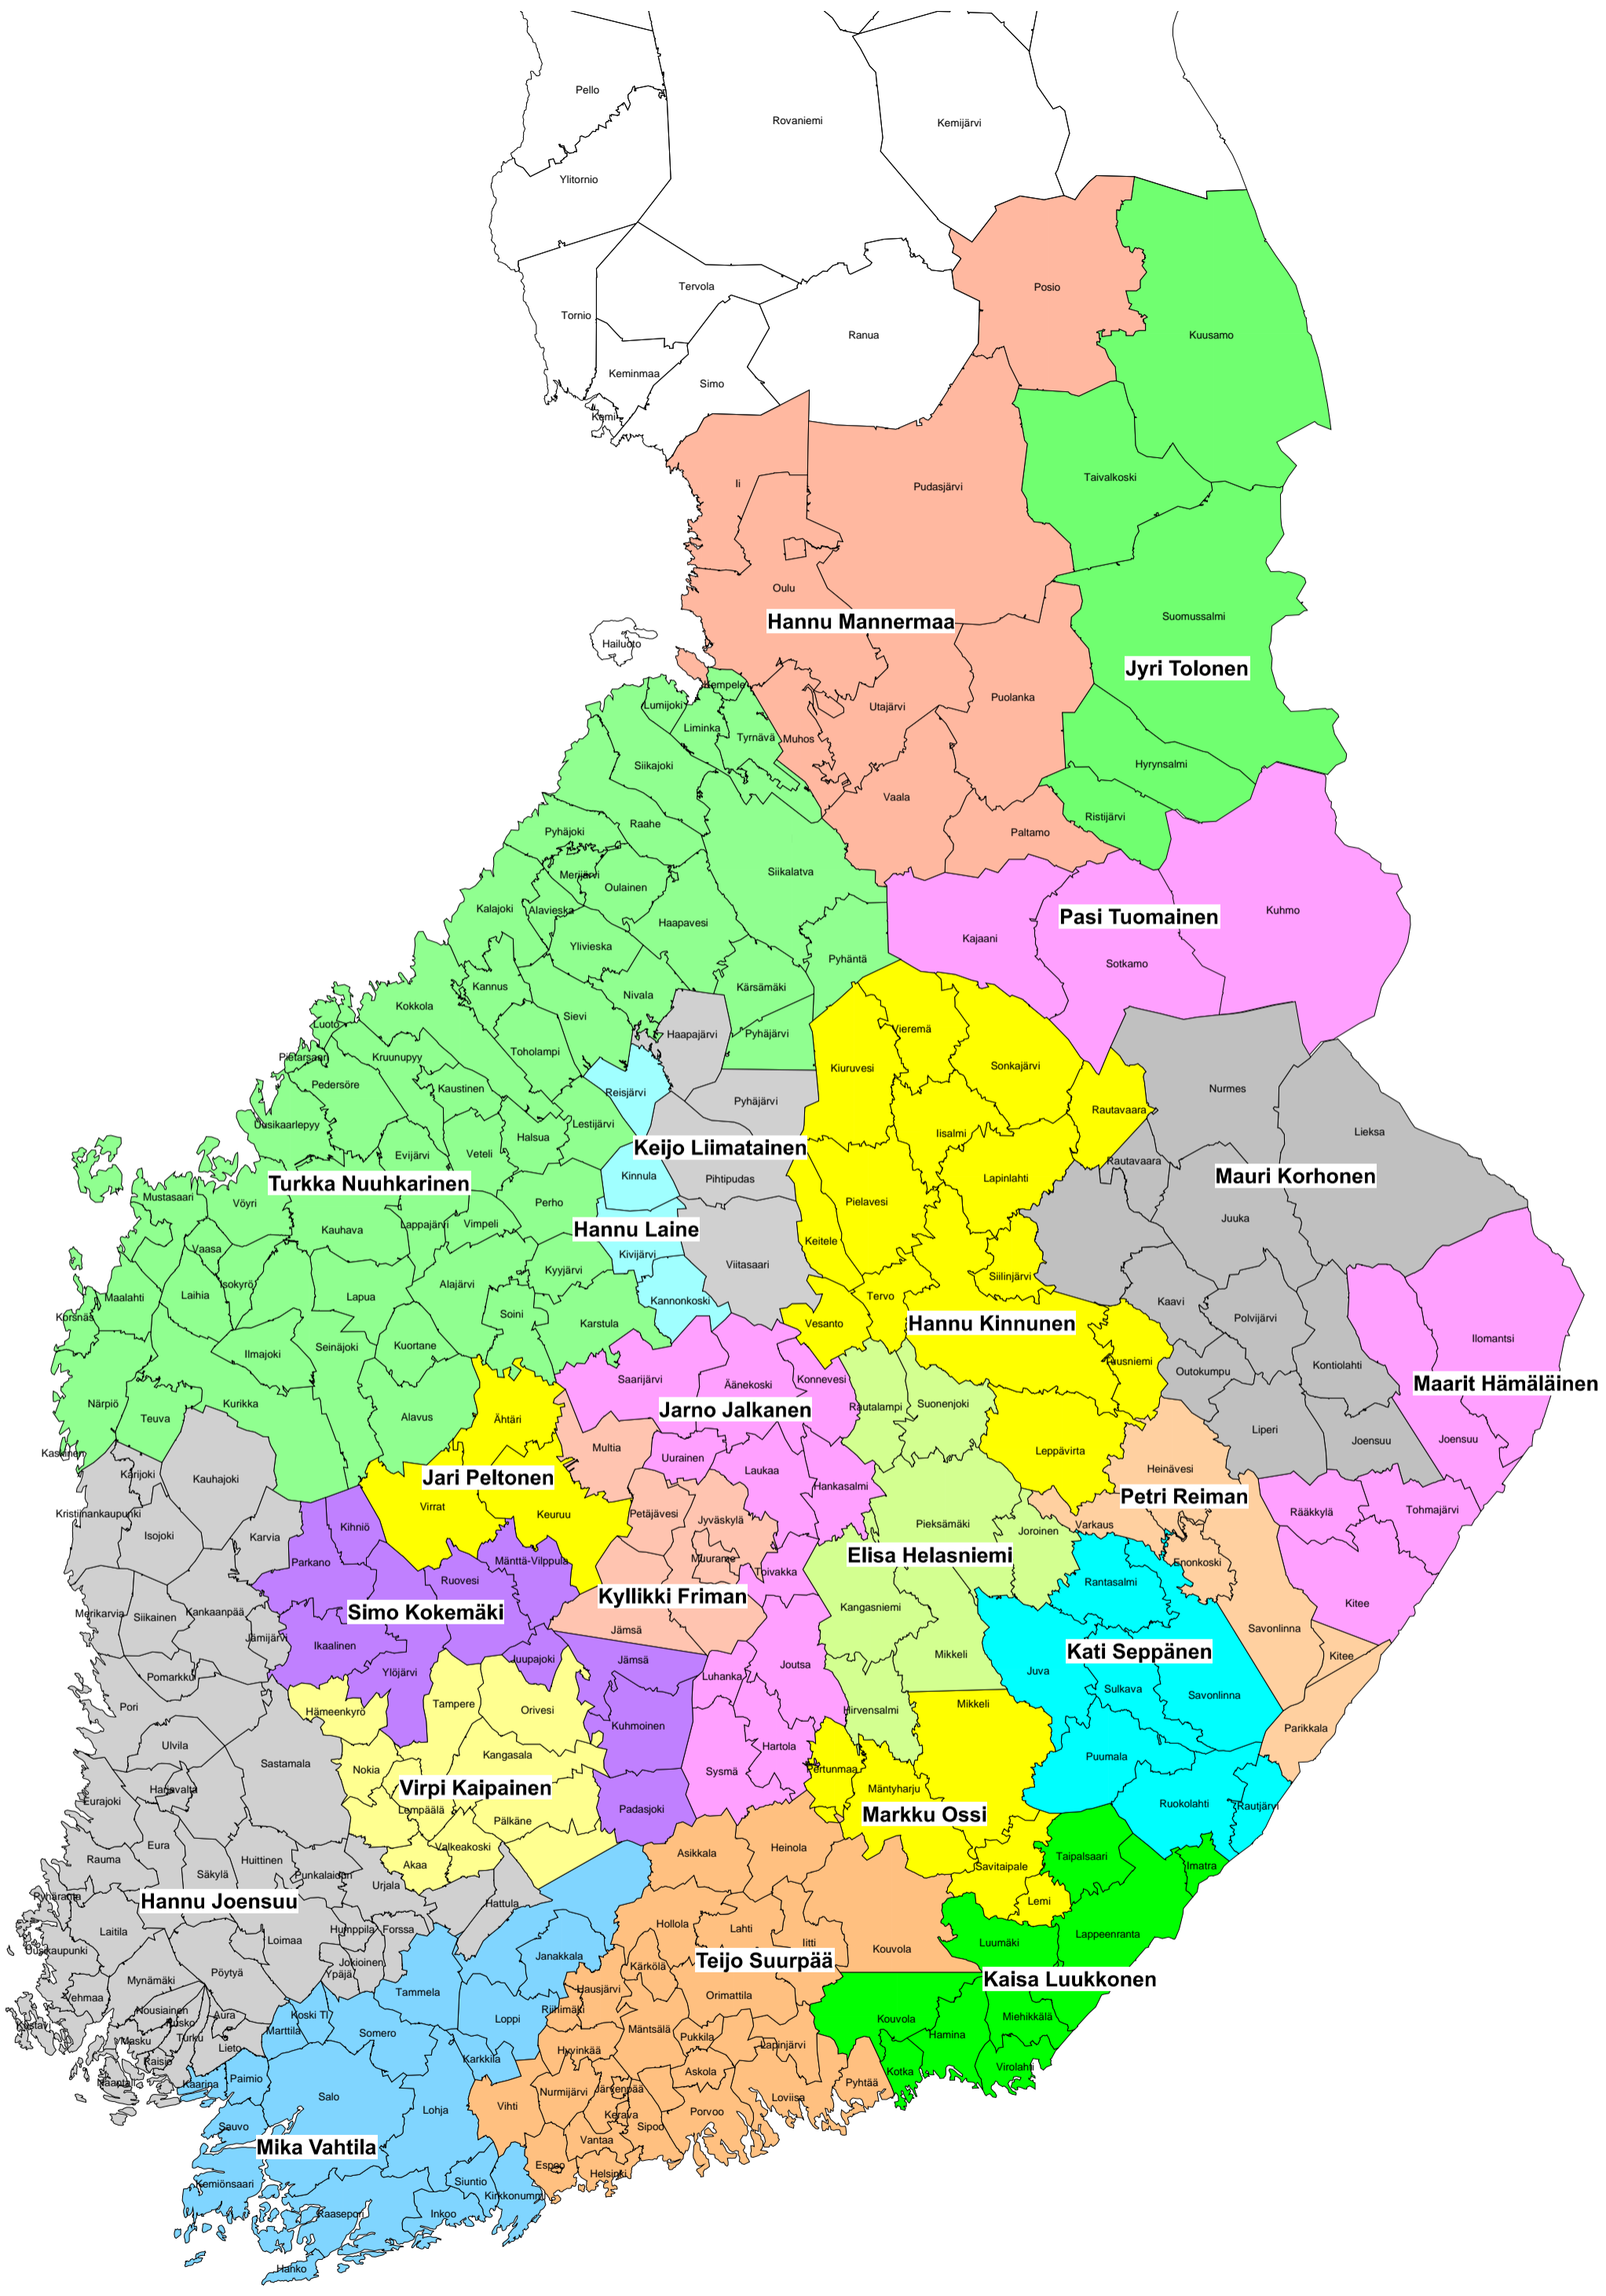 Pello
Rovaniemi
Kemijärvi
Ylitornio
Posio
Tervola
Tornio
Ranua
Kuusamo
Keminmaa
Simo
Kemi
Ii
Pudasjärvi
Taivalkoski
Oulu
Hannu Mannermaa
Suomussalmi
Hailuoto
Jyri Tolonen
Hempele
Lumijoki
Puolanka
Utajärvi
Liminka
Tyrnävä
Muhos
Siikajoki
Hyrynsalmi
Vaala
Ristijärvi
Raahe
Pyhäjoki
Paltamo
Siikalatva
Merijärvi
Oulainen
Kalajoki
Alavieska
Haapavesi
Pasi Tuomainen
Kuhmo
Kajaani
Ylivieska
Pyhäntä
Sotkamo
Kannus
Kärsämäki
Nivala
Kokkola
Sievi
Luoto
Vieremä
Haapajärvi
Pyhäjärvi
Toholampi
Pietarsaari
Kruunupyy
Kiuruvesi
Sonkajärvi
Pedersöre
Kaustinen
Reisjärvi
Nurmes
Pyhäjärvi
Rautavaara
Uusikaarlepyy
Lestijärvi
Halsua
Iisalmi
Lieksa
Keijo Liimatainen
Evijärvi
Veteli
Rautavaara
Turkka Nuuhkarinen
Kinnula
Pihtipudas
Lapinlahti
Mauri Korhonen
Mustasaari
Vöyri
Perho
Pielavesi
Kauhava
Lappajärvi
Vimpeli
Hannu Laine
Juuka
Vaasa
Kivijärvi
Keitele
Viitasaari
Kyyjärvi
Siilinjärvi
Isokyrö
Alajärvi
Maalahti
Laihia
Lapua
Tervo
Kannonkoski
Kaavi
Korsnäs
Soini
Karstula
Vesanto
Hannu Kinnunen
Polvijärvi
Ilomantsi
Ilmajoki
Seinäjoki
Kuortane
Tuusniemi
Kontiolahti
Outokumpu
Saarijärvi
Äänekoski
Konnevesi
Maarit Hämäläinen
Närpiö
Teuva
Kurikka
Alavus
Ähtäri
Jarno Jalkanen
Rautalampi
Suonenjoki
Liperi
Joensuu
Joensuu
Kaskinen
Multia
Uurainen
Leppävirta
Karijoki
Kauhajoki
Jari Peltonen
Laukaa
Heinävesi
Hankasalmi
Petri Reiman
Kristiinankaupunki
Virrat
Keuruu
Petäjävesi
Jyväskylä
Rääkkylä
Tohmajärvi
Isojoki
Karvia
Kihniö
Pieksämäki
Varkaus
Joroinen
Parkano
Mänttä-Vilppula
Muurame
Toivakka
Elisa Helasniemi
Enonkoski
Ruovesi
Rantasalmi
Kyllikki Friman
Merikarvia
Siikainen
Kankaanpää
Simo Kokemäki
Kangasniemi
Kitee
Jämijärvi
Ikaalinen
Jämsä
Savonlinna
Kati Seppänen
Mikkeli
Kitee
Juupajoki
Jämsä
Joutsa
Pomarkku
Ylöjärvi
Luhanka
Juva
Sulkava
Savonlinna
Pori
Hämeenkyrö
Tampere
Orivesi
Mikkeli
Hirvensalmi
Parikkala
Kuhmoinen
Ulvila
Hartola
Kangasala
Puumala
Sastamala
Nokia
Sysmä
Pertunmaa
Harjavalta
Virpi Kaipainen
Mäntyharju
Eurajoki
Lempäälä
Padasjoki
Ruokolahti
Rautjärvi
Markku Ossi
Pälkäne
Eura
Valkeakoski
Heinola
Asikkala
Rauma
Huittinen
Akaa
Savitaipale
Taipalsaari
Imatra
Säkylä
Punkalaidun
Urjala
Pyhäranta
Hannu Joensuu
Hattula
Lemi
Laitila
Humppila
Forssa
Hollola
Lahti
Lappeenranta
Loimaa
Iitti
Luumäki
Uusikaupunki
Janakkala
Kouvola
Jokioinen
Teijo Suurpää
Mynämäki
Pöytyä
Ypäjä
Kärkölä
Kaisa Luukkonen
Vehmaa
Tammela
Hausjärvi
Orimattila
Nousiainen
Aura
Koski Tl
Riihimäki
Loppi
Kouvola
Miehikkälä
Kustavi
Rusko
Marttila
Somero
Mäntsälä
Pukkila
Hamina
Masku
Turku
Lieto
Hyvinkää
Lapinjärvi
Raisio
Karkkila
Virolahti
Naantali
Kaarina
Paimio
Askola
Kotka
Salo
Nurmijärvi
Järvenpää
Loviisa
Pyhtää
Lohja
Vihti
Kerava
Porvoo
Sauvo
Sipoo
Vantaa
Mika Vahtila
Espoo
Helsinki
Kemiönsaari
Siuntio
Kirkkonummi
Raasepori
Inkoo
Hanko